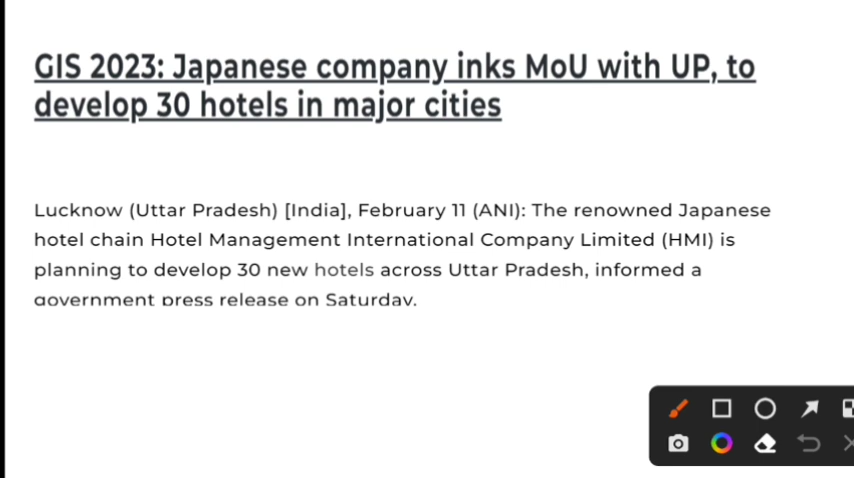 GIS 2023: Japanese company inks MoU with UP, to
develop 30 hotels in major cities
Lucknow (Uttar Pradesh) [India], February 11 (ANI): The renowned Japanese
hotel chain Hotel Management International Company Limited (HMI) is
planning to develop 30 new hotels across Uttar Pradesh, informed a
government press release on Saturday.